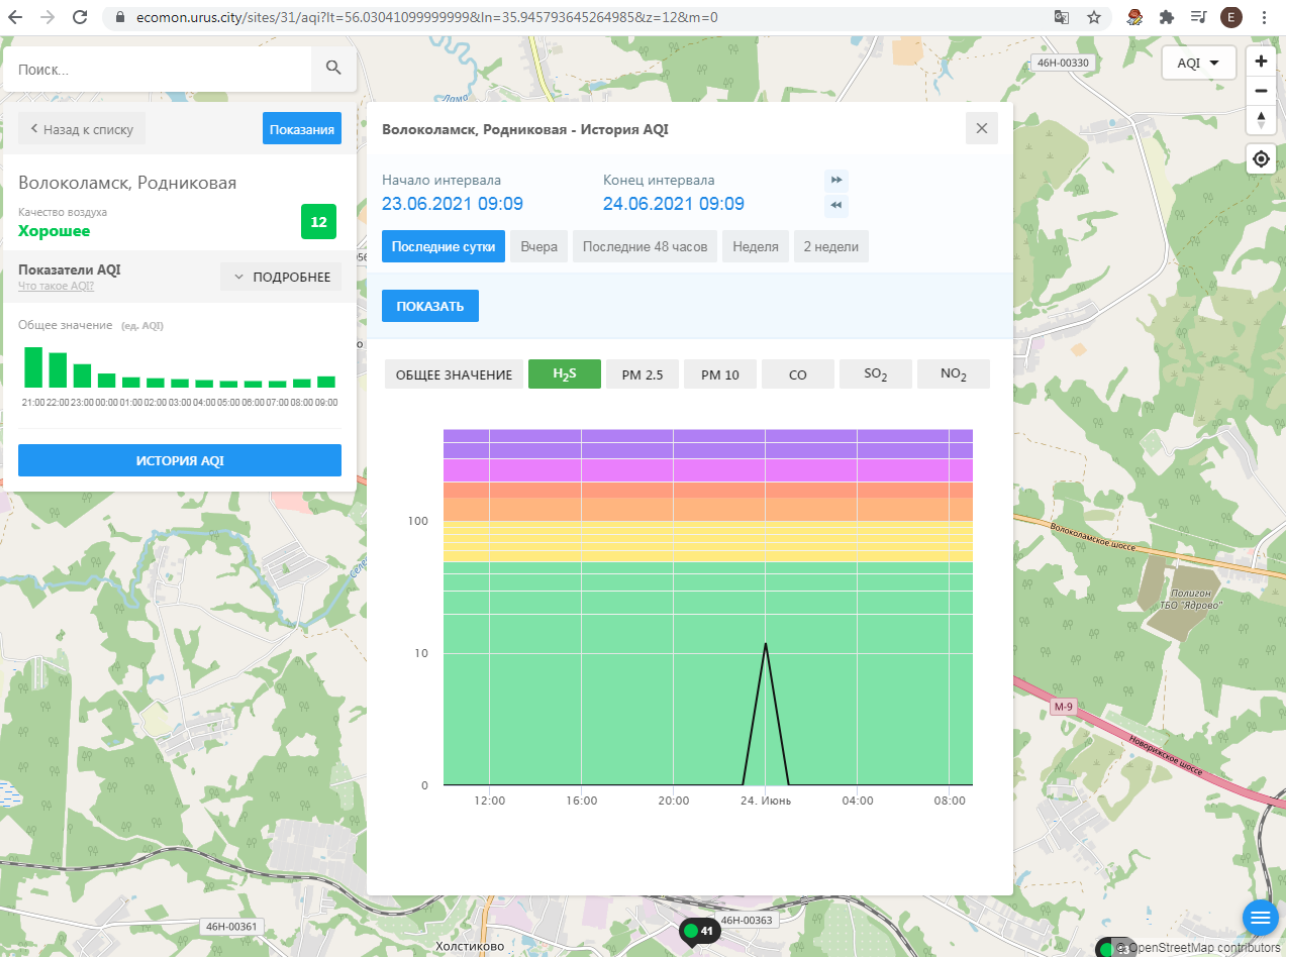 ecomon.urus.city/sites/31/aqi?lt=56.03041099999999&ln=35.945793645264985&z=12&m=0
E
Поиск...
46Н-00330
AQI
Лама
Назад к списку
Показания
Волоколамск, Родниковая - История AQI
Волоколамск, Родниковая
Качество воздуха
Хорошее
12
Начало интервала
Конец интервала
23.06.2021 09:09
24.06.2021 09:09
Последние сутки
Вчера
Последние 48 часов
Неделя
2 недели
Показатели AQI
Что такое AQI?
ПОДРОБНЕЕ
ПОКАЗАТЬ
Общее значение (ед. AQI)
21:00 22:00 23:00 00:00 01:00 02:00 03:00 04:00 05:00 06:00 07:00 08:00 09:00
ИСТОРИЯ AQI
ОБЩЕЕ ЗНАЧЕНИЕ
H2S
PM 2.5
PM 10
CO
SO2
NO2
100
10
0
12:00
16:00
20:00
24. Июнь
04:00
08:00
Волоколамское шоссе
Полигон
ТБО "Ядрово"
М-9
Новорижское шоссе
46Н-00361
Холстиково
41
46Н-00363
© OpenStreetMap contributors